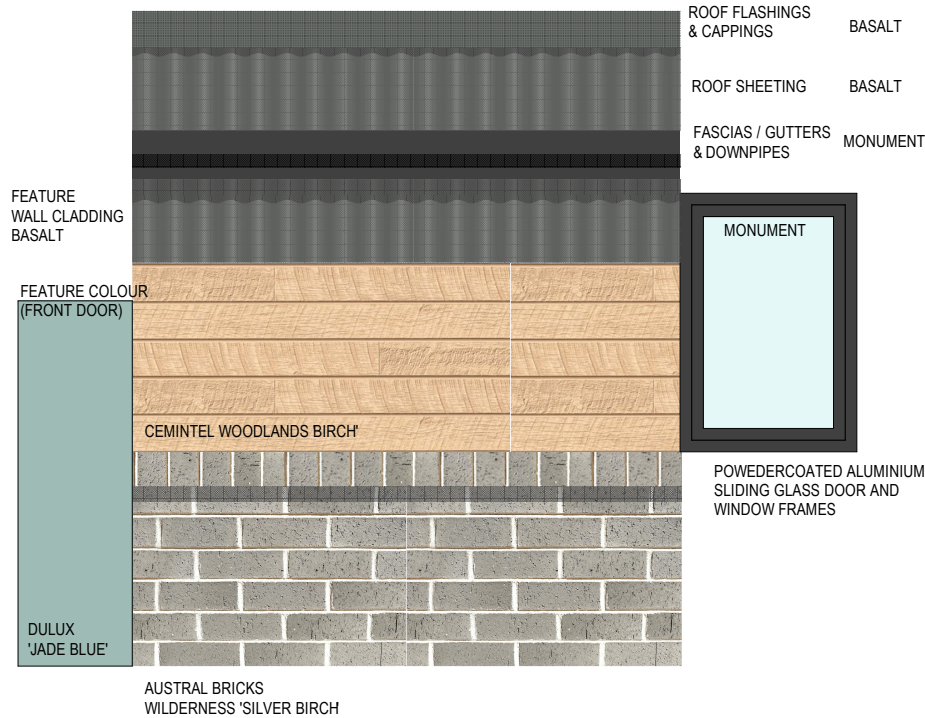 ROOF FLASHINGS
& CAPPINGS
BASALT
ROOF SHEETING
BASALT
FASCIAS / GUTTERS
& DOWNPIPES
MONUMENT
FEATURE
WALL CLADDING
BASALT
MONUMENT
FEATURE COLOUR
(FRONT DOOR)
CEMINTEL WOODLANDS BIRCH'
POWEDERCOATED ALUMINIUM
SLIDING GLASS DOOR AND
WINDOW FRAMES
DULUX
'JADE BLUE'
AUSTRAL BRICKS
WILDERNESS 'SILVER BIRCH